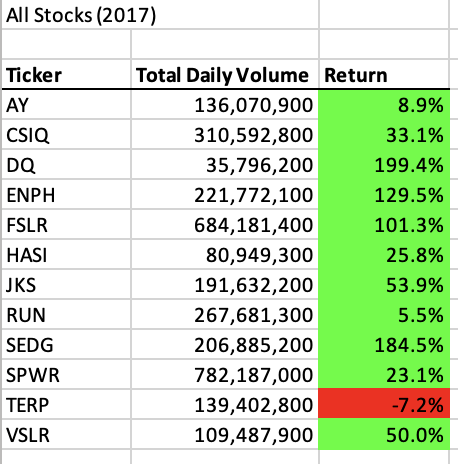 All Stocks (2017)
Ticker Total Daily Volume Return
AY 136,070,900 8.9%
CSIQ 310,592,800 33.1%
DQ 35,796,200 199.4%
ENPH 221,772,100 129.5%
FSLR 684,181,400 101.3%
HASI 80,949,300 25.8%
JKS 191,632,200 53.9%
RUN 267,681,300 5.5%
SEDG 206,885,200 184.5%
SPWR 782,187,000 23.1%
TERP 139,402,800 -7.2%
VSLR 109,487,900 50.0%